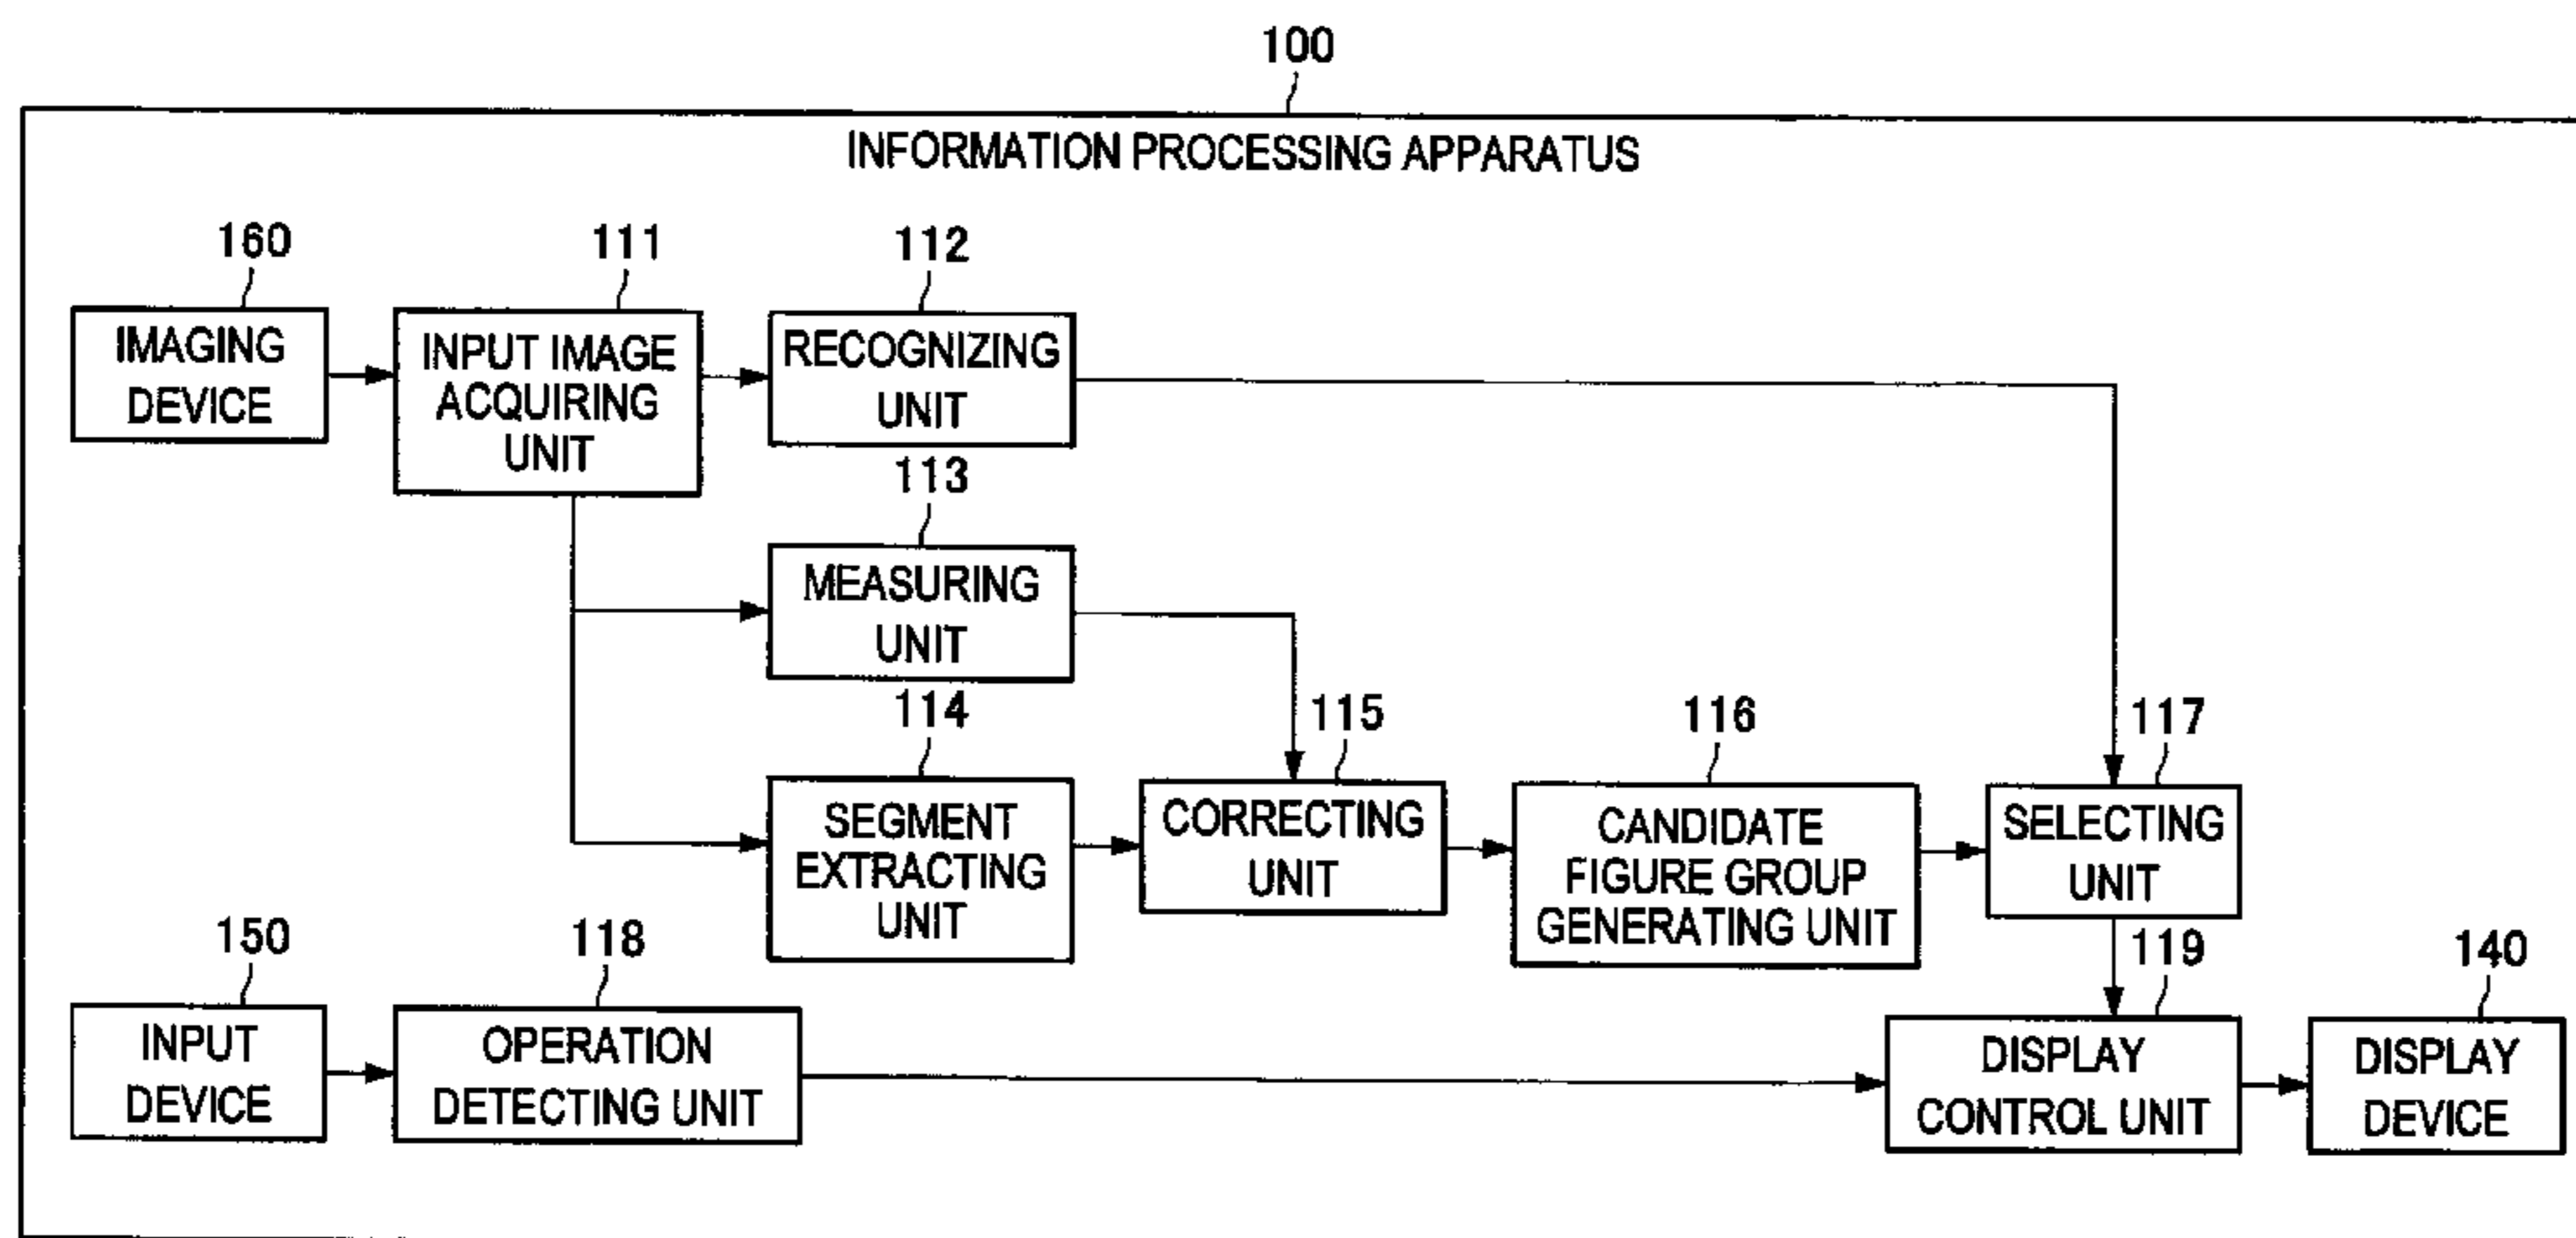 100
INFORMATION PROCESSING APPARATUS
160
111
112
IMAGING
DEVICE
INPUT IMAGE
ACQUIRING
UNIT
RECOGNIZING
UNIT
113
MEASURING
UNIT
114
115
116
117
SEGMENT
EXTRACTING
UNIT
CORRECTING
UNIT
CANDIDATE
FIGURE GROUP
GENERATING UNIT
SELECTING
UNIT
150
118
119
140
INPUT
DEVICE
OPERATION
DETECTING UNIT
DISPLAY
CONTROL UNIT
DISPLAY
DEVICE